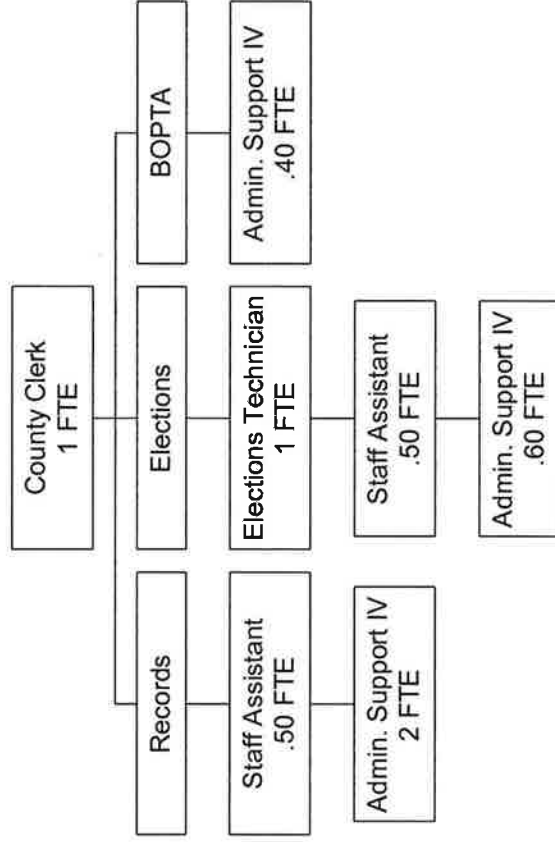 County Clerk
1 FTE
Records
Elections
BOPTA
Staff Assistant
.50 FTE
Elections Technician
1 FTE
Admin. Support IV
.40 FTE
Admin. Support IV
2 FTE
Staff Assistant
.50 FTE
Admin. Support IV
.60 FTE